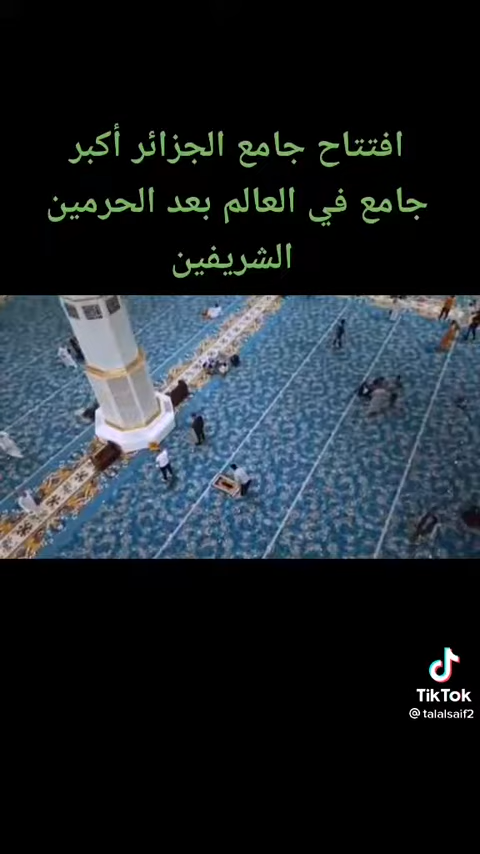 افتتاح جامع الجزائر أكبر
جامع في العالم بعد الحرمين
الشريفين
TikTok
@talalsaif2